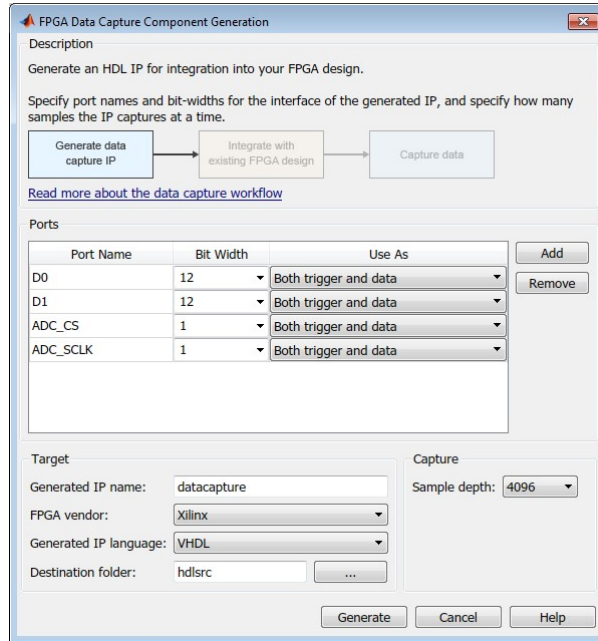 FPGA Data Capture Component Generation
Description
Generate an HDL IP for integration into your FPGA design.
Specify port names and bit-widths for the interface of the generated IP, and specify how many
samples the IP captures at a time.
Generate data
capture IP
Integrate with
existing FPGA design
Capture data
Read more about the data capture workflow
Ports
Port Name Bit Width Use As
D0 12 Both trigger and data
D1 12 Both trigger and data
ADC_CS 1 Both trigger and data
ADC_SCLK 1 Both trigger and data
Add
Remove
Target
Generated IP name: datacapture
FPGA vendor: Xilinx
Generated IP language: VHDL
Destination folder: hdlsrc ...
Capture
Sample depth: 4096
Generate Cancel Help